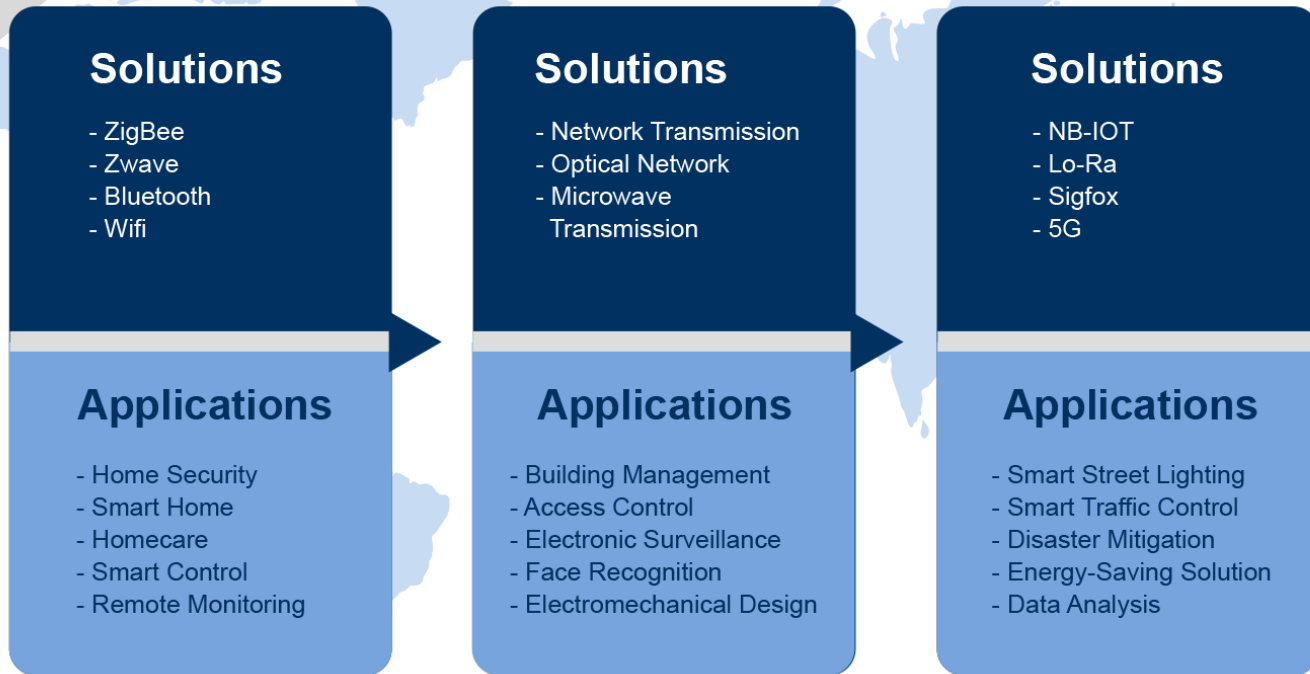 Solutions
- ZigBee
- Zwave
- Bluetooth
- Wifi
Applications
- Home Security
- Smart Home
- Homecare
- Smart Control
- Remote Monitoring
Solutions
- Network Transmission
- Optical Network
- Microwave
Transmission
Applications
- Building Management
- Access Control
- Electronic Surveillance
- Face Recognition
- Electromechanical Design
Solutions
- NB-IOT
- Lo-Ra
- Sigfox
- 5G
Applications
- Smart Street Lighting
- Smart Traffic Control
- Disaster Mitigation
- Energy-Saving Solution
- Data Analysis